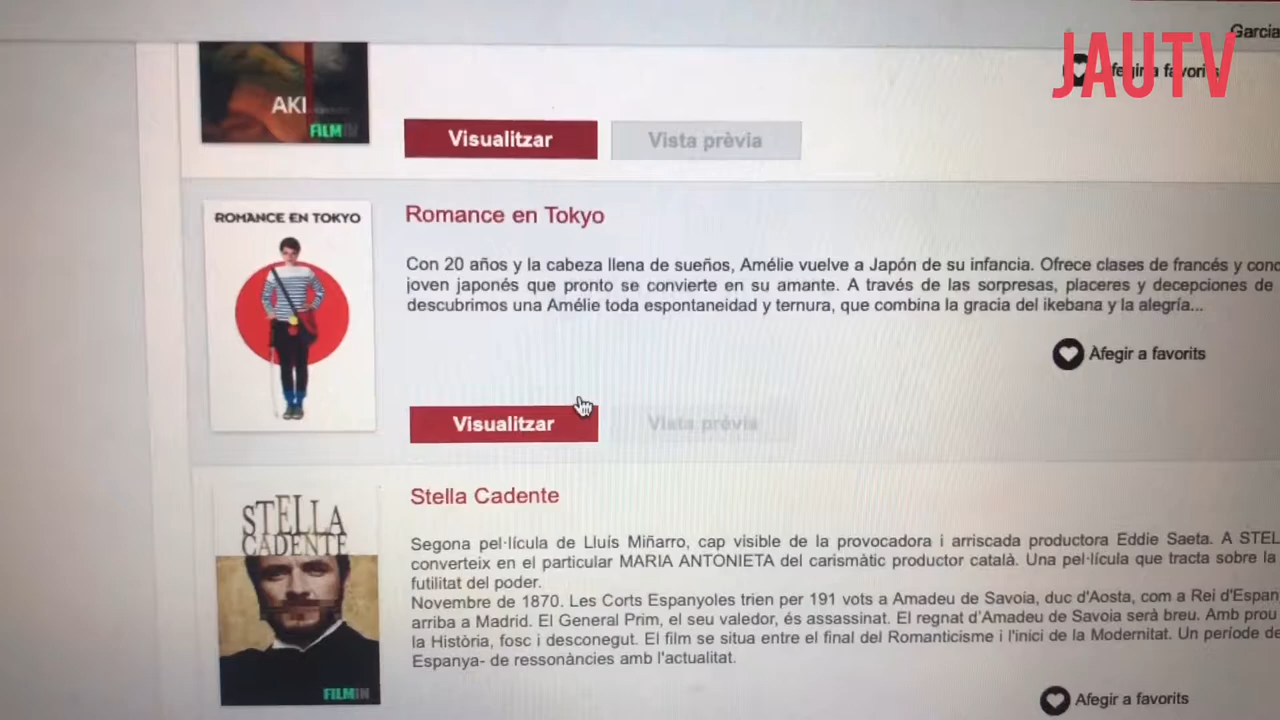 Garcia
JAUTV
Afegir a favorits
AKI
FILMIN
Visualitzar
Vista prèvia
ROMANCE EN TOKYO
Romance en Tokyo
Con 20 años y la cabeza llena de sueños, Amélie vuelve a Japón de su infancia. Ofrece clases de francés y cono
joven japonés que pronto se convierte en su amante. A través de las sorpresas, placeres y decepciones de
descubrimos una Amélie toda espontaneidad y ternura, que combina la gracia del ikebana y la alegría...
Afegir a favorits
Visualitzar
Vista prèvia
STELLA
CADENTE
FILMIN
Stella Cadente
Segona pel·lícula de Lluís Miñarro, cap visible de la provocadora i arriscada productora Eddie Saeta. A STEL
converteix en el particular MARIA ANTONIETA del carismàtic productor català. Una pel·lícula que tracta sobre la
futilitat del poder.
Novembre de 1870. Les Corts Espanyoles trien per 191 vots a Amadeu de Savoia, duc d'Aosta, com a Rei d'Espan
arriba a Madrid. El General Prim, el seu valedor, és assassinat. El regnat d'Amadeu de Savoia serà breu. Amb prou
la Història, fosc i desconegut. El film se situa entre el final del Romanticisme i l'inici de la Modernitat. Un període de
Espanya- de ressonàncies amb l'actualitat.
Afegir a favorits